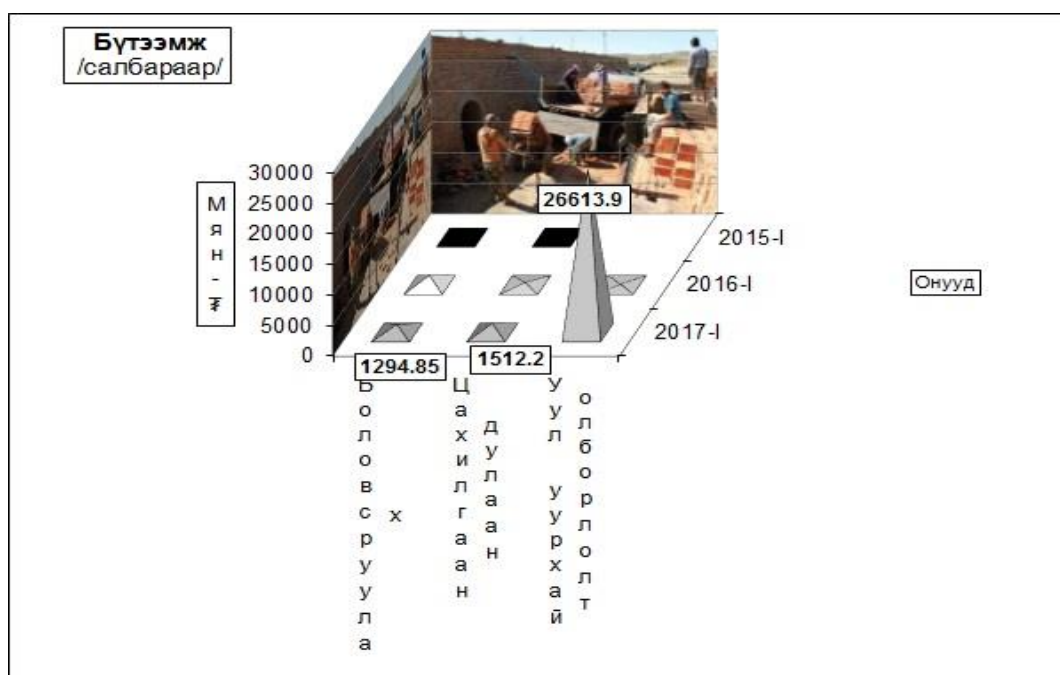 Бүтээмж
/салбараар/
Мян-₮
30000
25000
20000
15000
10000
5000
0
26613.9
1294.85
1512.2
2015-I
2016-I
2017-I
Онууд
Боловсруулах
Цахилгаан
дулаан
Уул уурхай
олборлолт